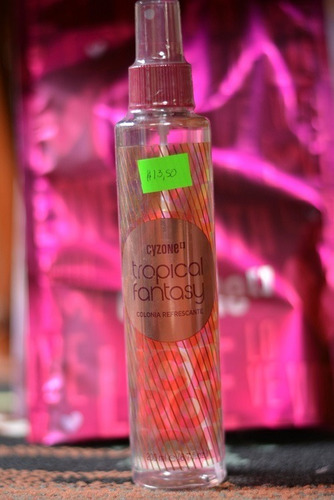 #13,50
cyzone
tropical
fantasy
COLONIA REFRESCANTE